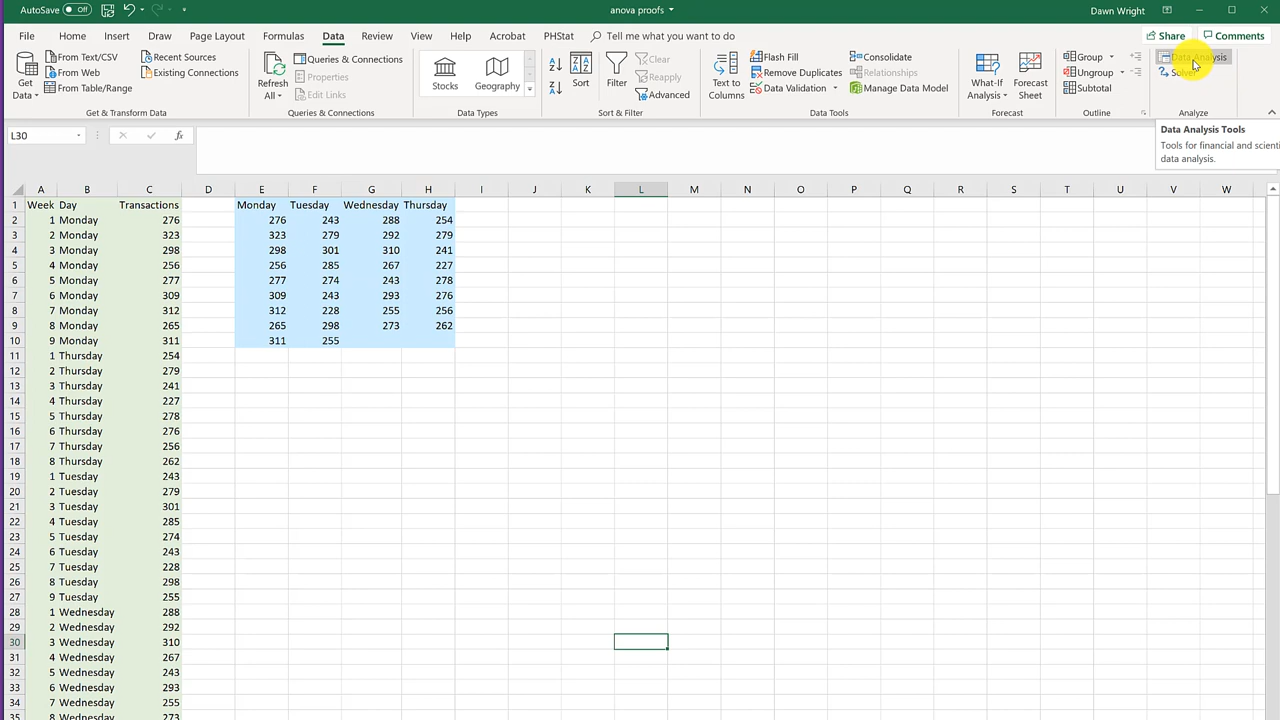 AutoSave Off anova proofs Dawn Wright
File Home Insert Draw Page Layout Formulas Data Review View Help Acrobat PHStat Tell me what you want to do Share Comments
Get Data
From Text/CSV
From Web
From Table/Range
Recent Sources
Existing Connections
Get & Transform Data
Refresh All
Queries & Connections
Properties
Edit Links
Queries & Connections
Stocks
Geography
Data Types
Sort
Filter
Clear
Reapply
Advanced
Sort & Filter
Text to Columns
Flash Fill
Remove Duplicates
Data Validation
Consolidate
Relationships
Manage Data Model
Data Tools
What-If Analysis
Forecast Sheet
Forecast
Group
Ungroup
Subtotal
Outline
Data Analysis
Solver
Analyze
L30 fx
Data Analysis Tools
Tools for financial and scienti
data analysis.
A B C D E F G H I J K L M N O P Q R S T U V W
1 Week Day Transactions Monday Tuesday Wednesday Thursday
2 1 Monday 276 276 243 288 254
3 2 Monday 323 323 279 292 279
4 3 Monday 298 298 301 310 241
5 4 Monday 256 256 285 267 227
6 5 Monday 277 277 274 243 278
7 6 Monday 309 309 243 293 276
8 7 Monday 312 312 228 255 256
9 8 Monday 265 265 298 273 262
10 9 Monday 311 311 255
11 1 Thursday 254
12 2 Thursday 279
13 3 Thursday 241
14 4 Thursday 227
15 5 Thursday 278
16 6 Thursday 276
17 7 Thursday 256
18 8 Thursday 262
19 1 Tuesday 243
20 2 Tuesday 279
21 3 Tuesday 301
22 4 Tuesday 285
23 5 Tuesday 274
24 6 Tuesday 243
25 7 Tuesday 228
26 8 Tuesday 298
27 9 Tuesday 255
28 1 Wednesday 288
29 2 Wednesday 292
30 3 Wednesday 310
31 4 Wednesday 267
32 5 Wednesday 243
33 6 Wednesday 293
34 7 Wednesday 255
35 8 Wednesday 273